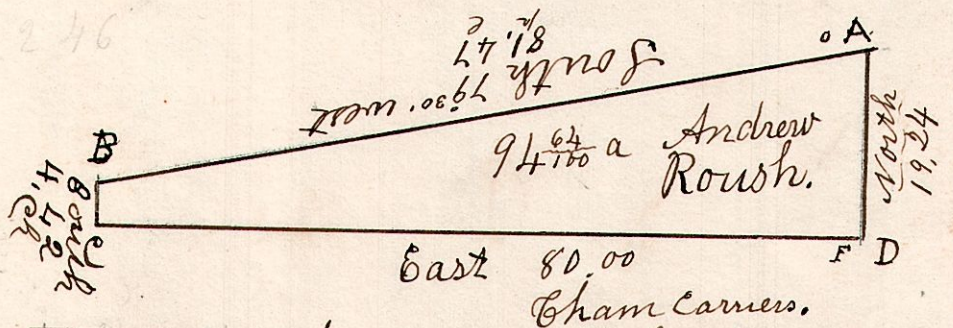 246
A
South 79°30' west
81, 47
B
94 64/100 a Andrew
Roush.
North
19,24
South
4, 42
ch
East 80.00
F D
Cham Carriers.